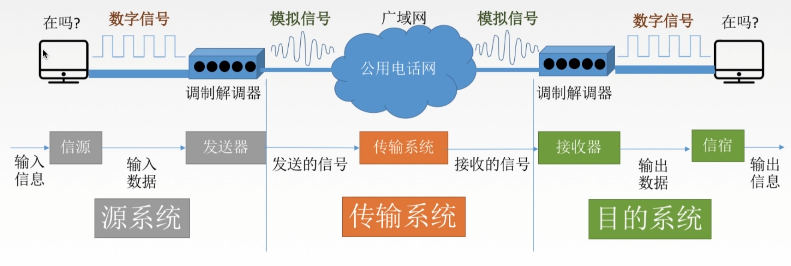 在吗?
数字信号
模拟信号
广域网
模拟信号
数字信号
在吗?
公用电话网
调制解调器
调制解调器
输入
信息
信源
输入
数据
发送器
发送的信号
传输系统
接收的信号
接收器
输出
数据
信宿
输出
信息
源系统
传输系统
目的系统